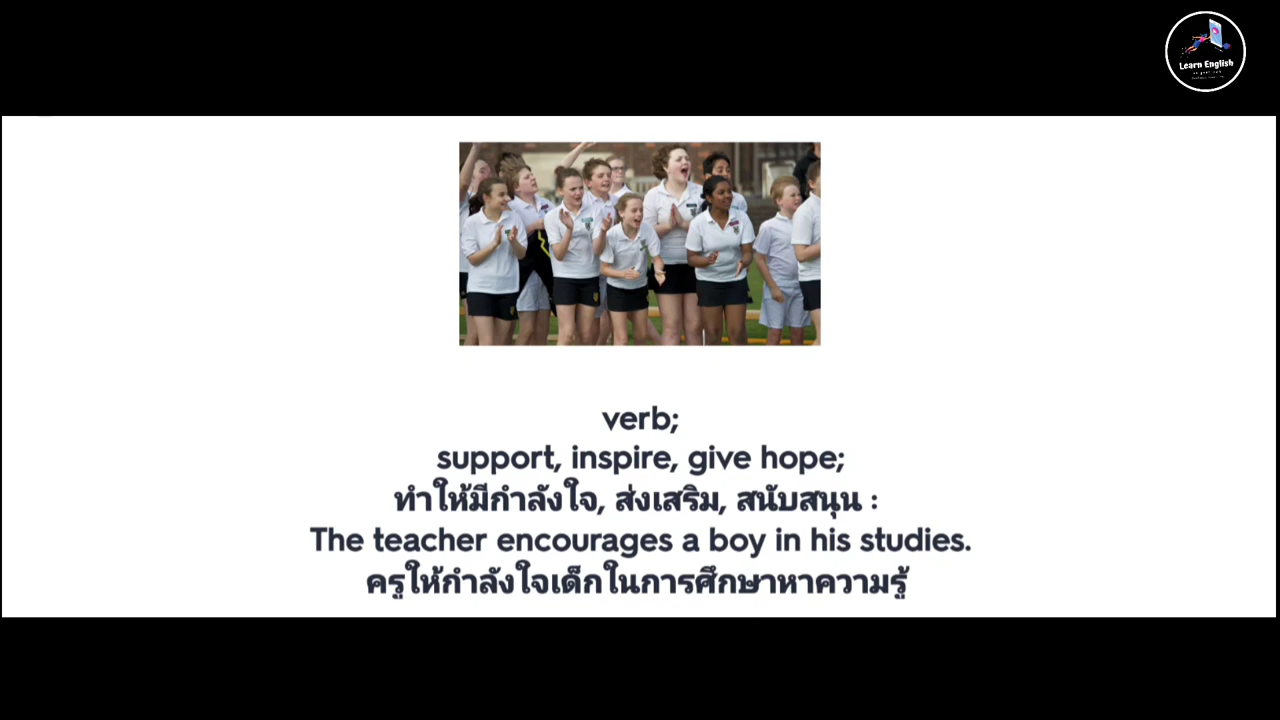 Learn English
verb;
support, inspire, give hope;
ทำให้มีกำลังใจ, ส่งเสริม, สนับสนุน :
The teacher encourages a boy in his studies.
ครูให้กำลังใจเด็กในการศึกษาหาความรู้